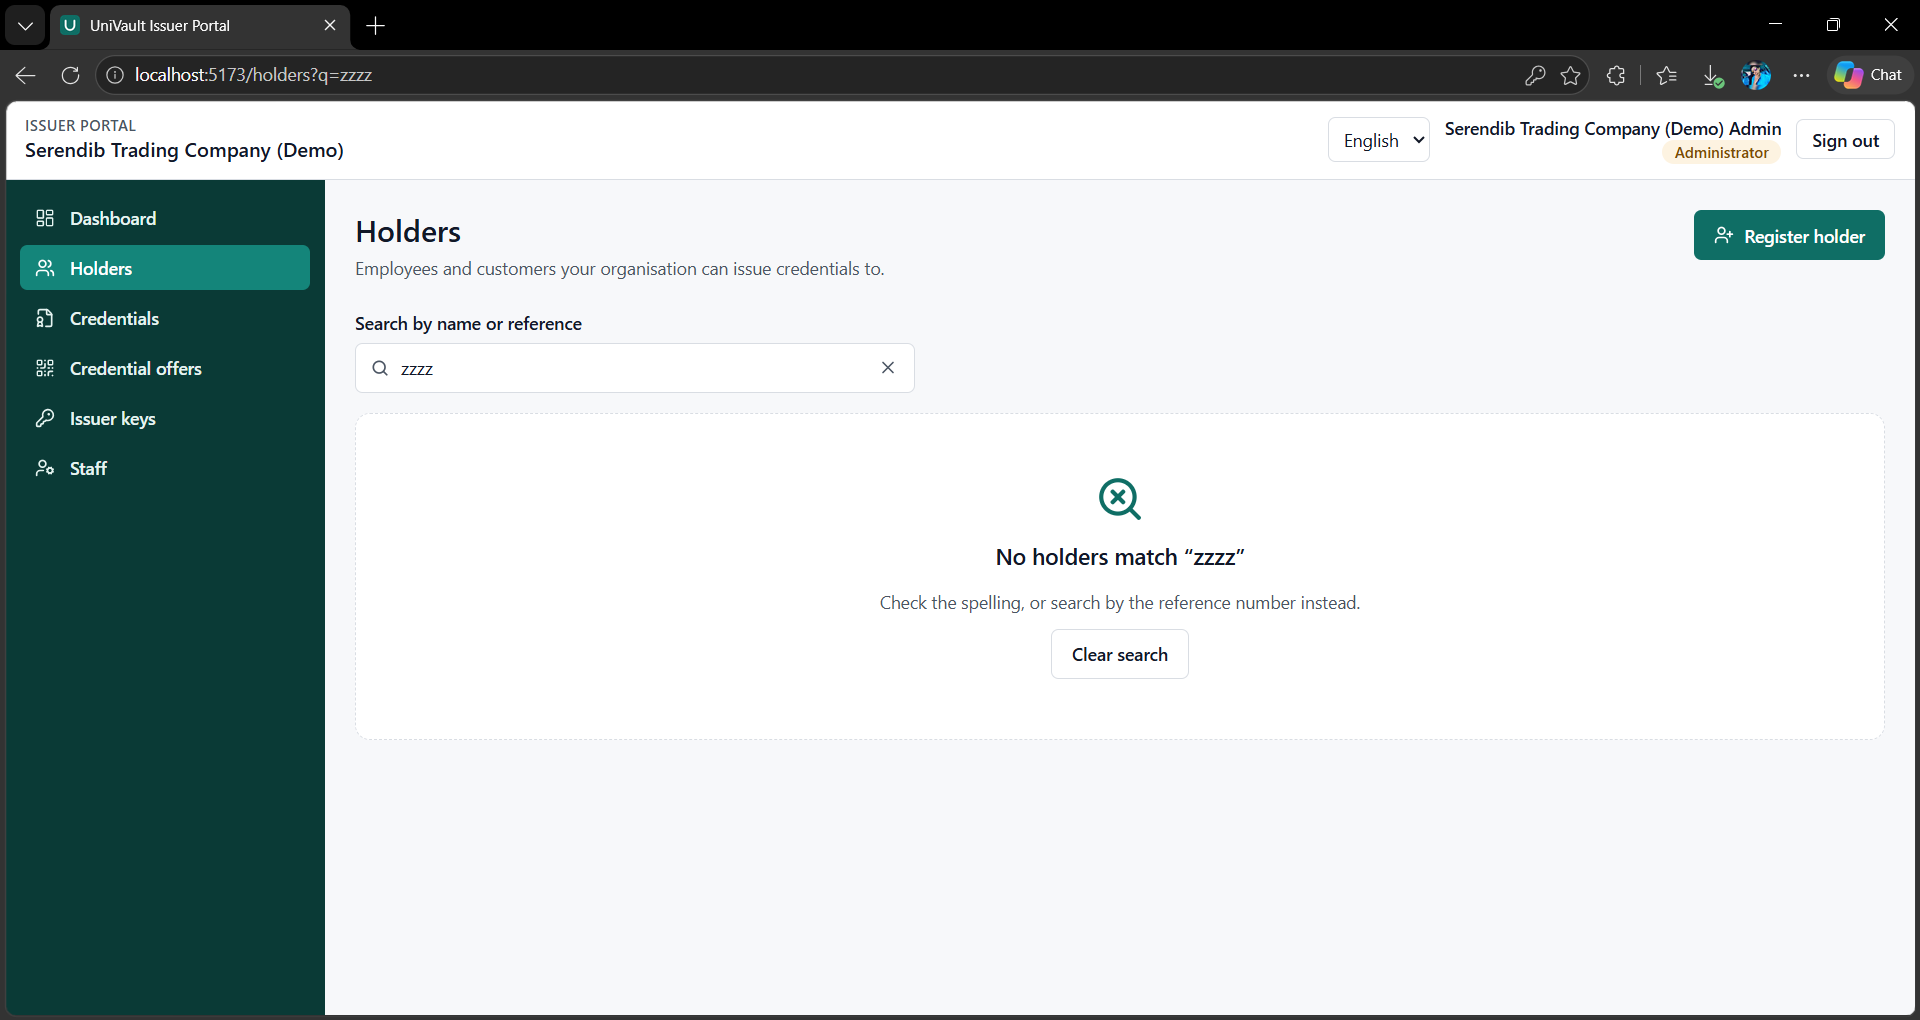 UniVault Issuer Portal
localhost:5173/holders?q=zzzz
Chat
ISSUER PORTAL
Serendib Trading Company (Demo)
English
Serendib Trading Company (Demo) Admin
Administrator
Sign out
Dashboard
Holders
Credentials
Credential offers
Issuer keys
Staff
Holders
Employees and customers your organisation can issue credentials to.
Register holder
Search by name or reference
zzzz
No holders match “zzzz”
Check the spelling, or search by the reference number instead.
Clear search